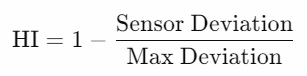 HI = 1 − Sensor Deviation
Max Deviation